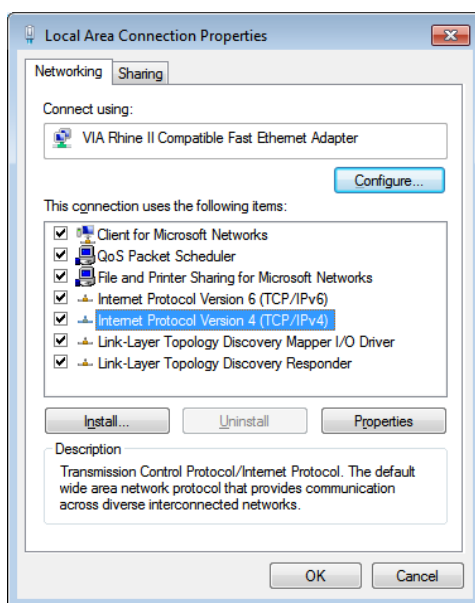 Local Area Connection Properties
Networking
Sharing
Connect using:
VIA Rhine II Compatible Fast Ethernet Adapter
Configure...
This connection uses the following items:
Client for Microsoft Networks
QoS Packet Scheduler
File and Printer Sharing for Microsoft Networks
Internet Protocol Version 6 (TCP/IPv6)
Internet Protocol Version 4 (TCP/IPv4)
Link-Layer Topology Discovery Mapper I/O Driver
Link-Layer Topology Discovery Responder
Install...
Uninstall
Properties
Description
Transmission Control Protocol/Internet Protocol. The default
wide area network protocol that provides communication
across diverse interconnected networks.
OK
Cancel